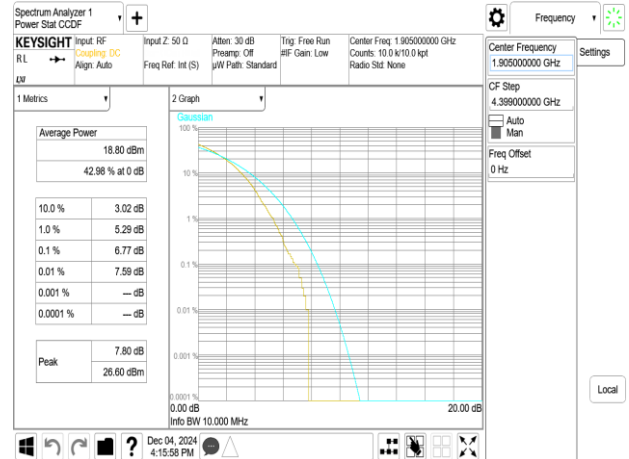 Spectrum Analyzer 1
Power Stat CCDF
Frequency
KEYSIGHT
RL
LXI
Input: RF
Coupling: DC
Align: Auto
Input Z: 50 Ω
Freq Ref: Int (S)
Atten: 30 dB
Preamp: Off
µW Path: Standard
Trig: Free Run
#IF Gain: Low
Center Freq: 1.905000000 GHz
Counts: 10.0 k/10.0 kpt
Radio Std: None
Center Frequency
1.905000000 GHz
Settings
CF Step
4.399000000 GHz
Auto
Man
Freq Offset
0 Hz
Local
1 Metrics
Average Power
18.80 dBm
42.98 % at 0 dB
10.0 % 3.02 dB
1.0 % 5.29 dB
0.1 % 6.77 dB
0.01 % 7.59 dB
0.001 % --- dB
0.0001 % --- dB
Peak
7.80 dB
26.60 dBm
2 Graph
Gaussian
100 %
10 %
1 %
0.1 %
0.01 %
0.001 %
0.0001 %
0.00 dB 20.00 dB
Info BW 10.000 MHz
?
Dec 04, 2024
4:15:58 PM